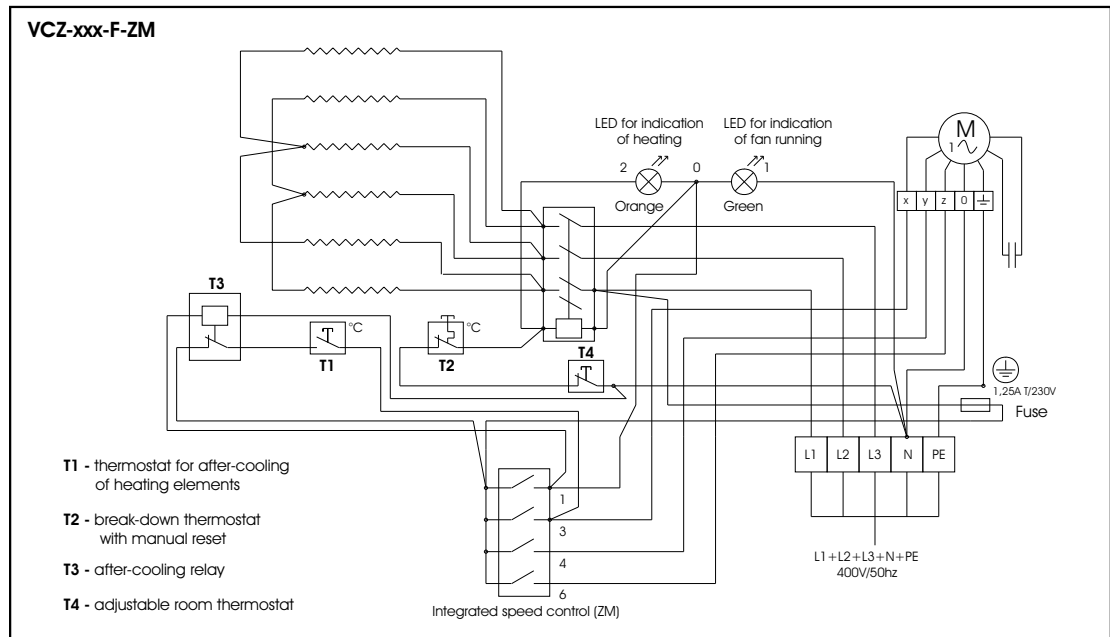 VCZ-xxx-F-ZM
LED for indication
of heating
LED for indication
of fan running
M
1
2
0
1
Orange
Green
x
y
z
0
T3
°C
T1
°C
T2
T4
1,25A T/230V
Fuse
L1
L2
L3
N
PE
T1 - thermostat for after-cooling
of heating elements
T2 - break-down thermostat
with manual reset
T3 - after-cooling relay
T4 - adjustable room thermostat
1
3
4
6
Integrated speed control (ZM)
L1+L2+L3+N+PE
400V/50hz